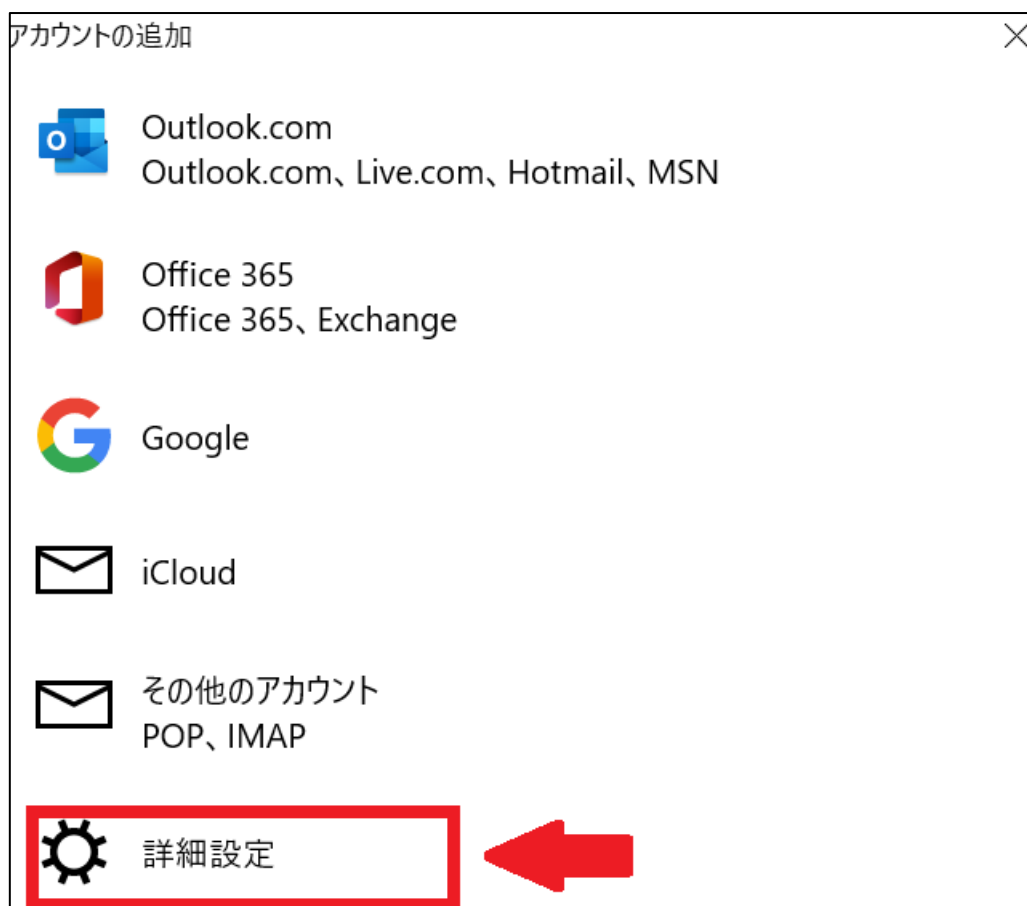 アカウントの追加
Outlook.com
Outlook.com、Live.com、Hotmail、MSN
Office 365
Office 365、Exchange
Google
iCloud
その他のアカウント
POP、IMAP
詳細設定